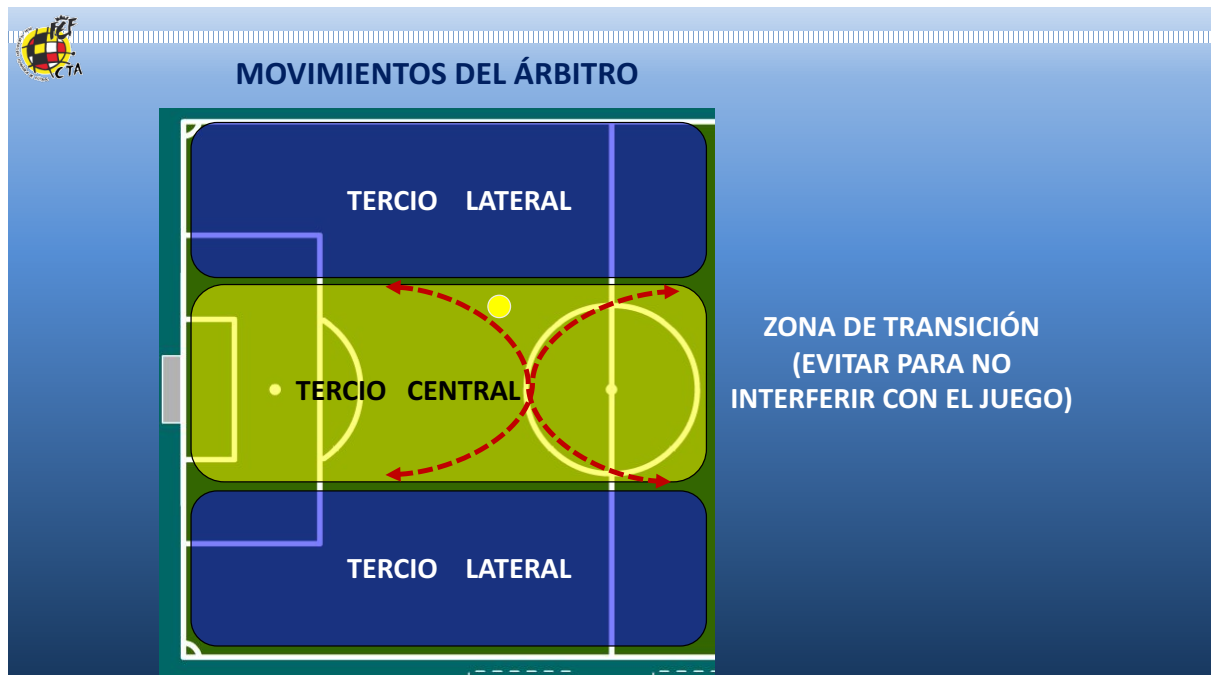 FCF
CTA
MOVIMIENTOS DEL ÁRBITRO
TERCIO LATERAL
TERCIO CENTRAL
TERCIO LATERAL
ZONA DE TRANSICIÓN
(EVITAR PARA NO
INTERFERIR CON EL JUEGO)